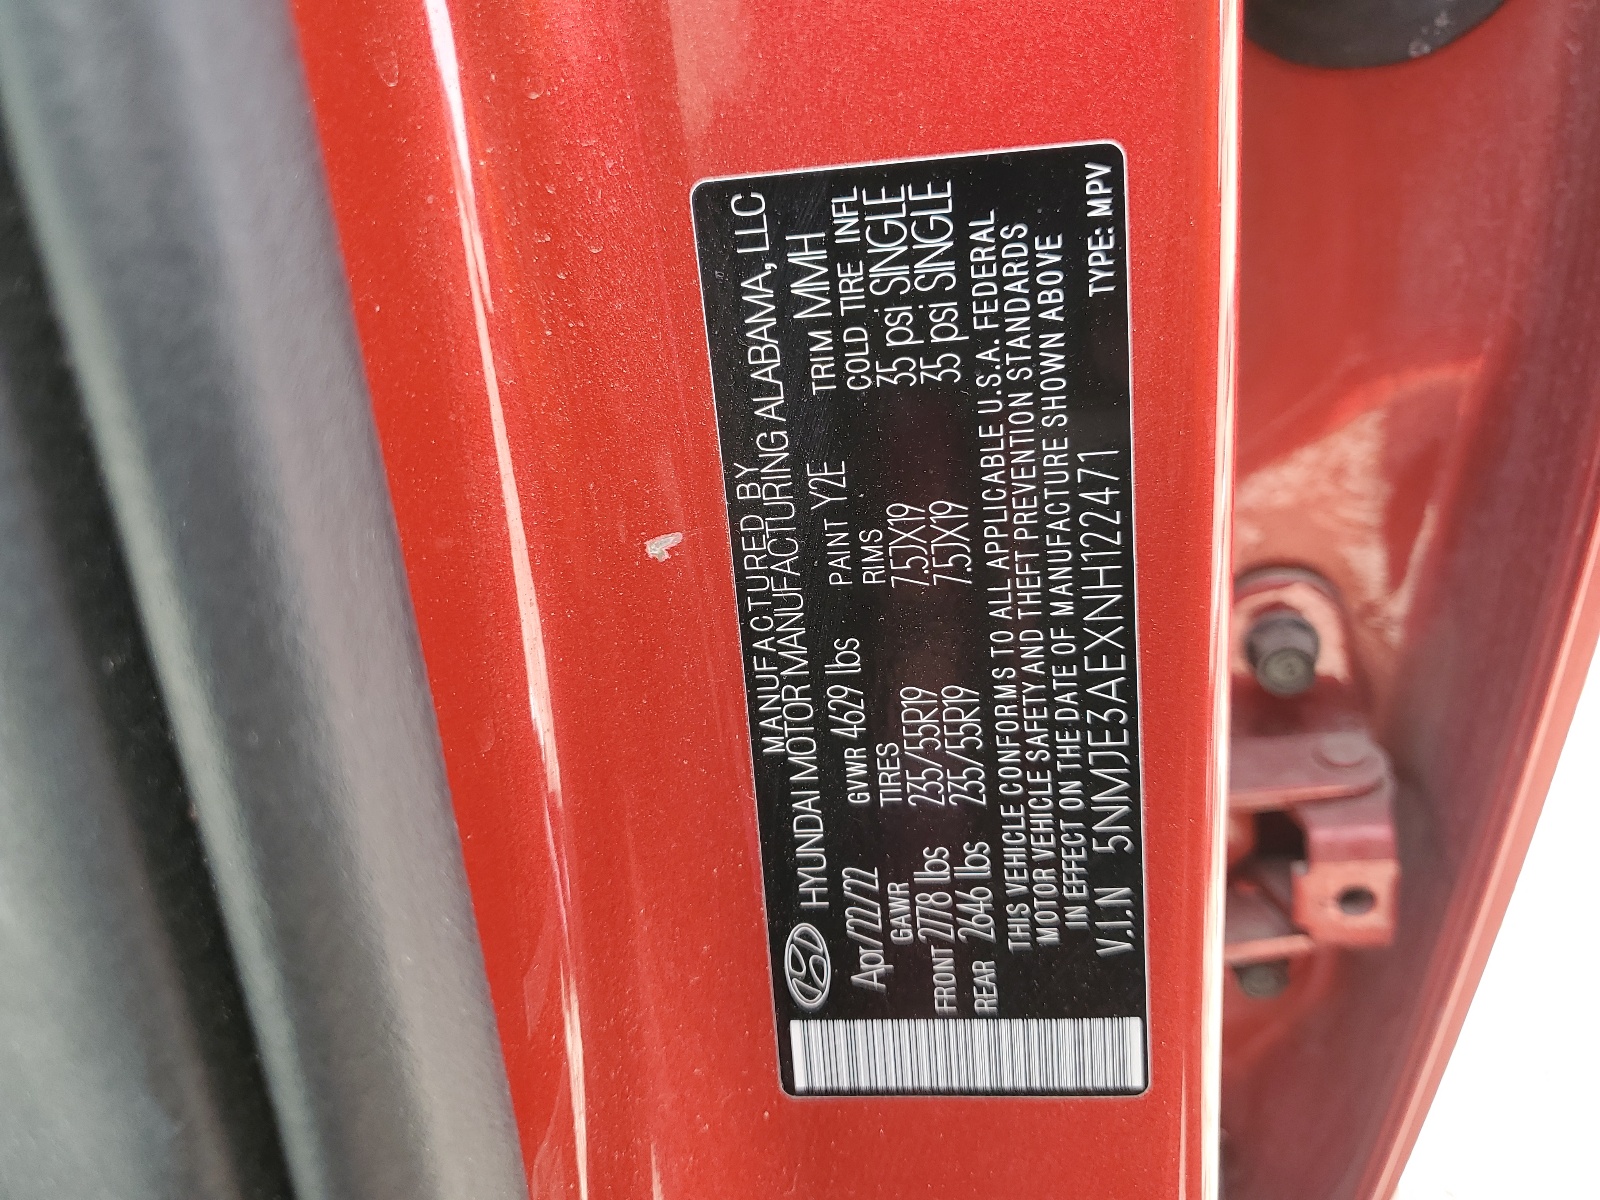 MANUFACTURED BY
HYUNDAI MOTOR MANUFACTURING ALABAMA, LLC
Apr/22/22 GVWR 4629 lbs PAINT Y2E TRIM MMH
GAWR TIRES RIMS COLD TIRE INFL
FRONT 2778 lbs 235/55R19 7.5JX19 35 psi SINGLE
REAR 2646 lbs 235/55R19 7.5JX19 35 psi SINGLE
THIS VEHICLE CONFORMS TO ALL APPLICABLE U.S.A. FEDERAL
MOTOR VEHICLE SAFETY AND THEFT PREVENTION STANDARDS
IN EFFECT ON THE DATE OF MANUFACTURE SHOWN ABOVE
V.I.N 5NMJE3AEXNH122471 TYPE: MPV